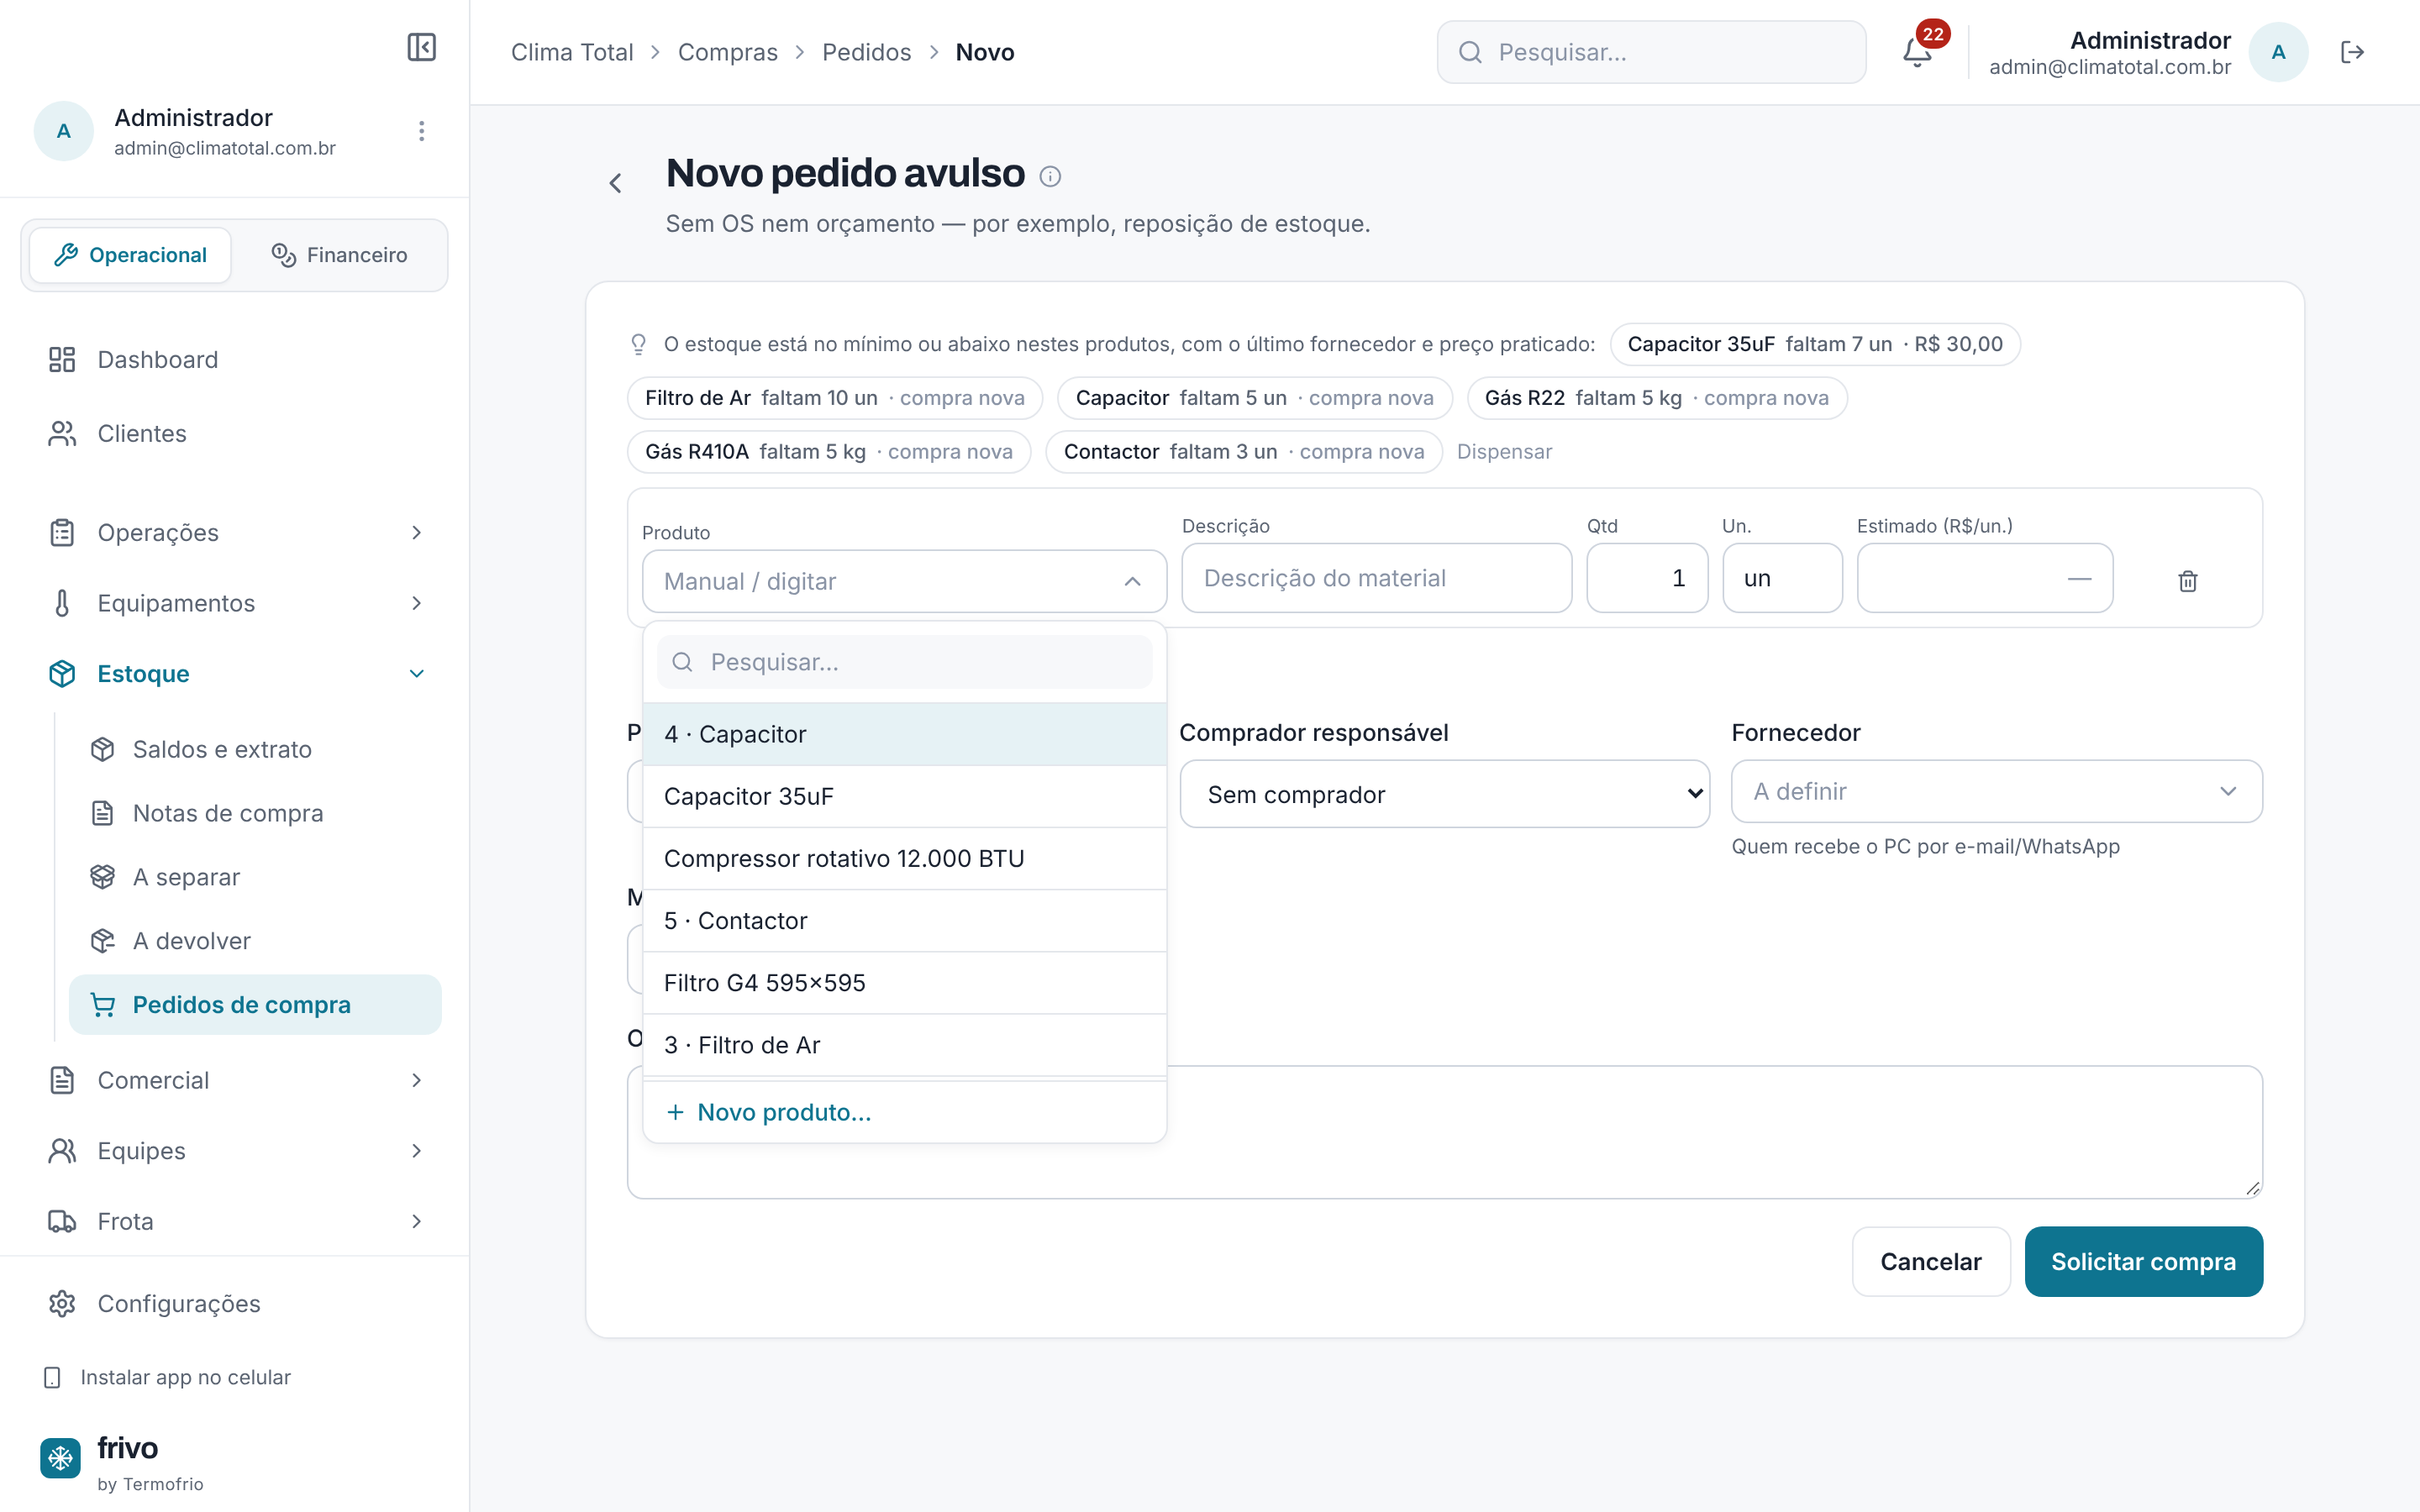 Clima Total > Compras > Pedidos > Novo
Pesquisar...
22
Administrador
admin@climatotal.com.br
A
A
Administrador
admin@climatotal.com.br
Operacional
Financeiro
Dashboard
Clientes
Operações
Equipamentos
Estoque
Saldos e extrato
Notas de compra
A separar
A devolver
Pedidos de compra
Comercial
Equipes
Frota
Configurações
Instalar app no celular
frivo
by Termofrio
Novo pedido avulso
Sem OS nem orçamento — por exemplo, reposição de estoque.
O estoque está no mínimo ou abaixo nestes produtos, com o último fornecedor e preço praticado: Capacitor 35uF faltam 7 un · R$ 30,00
Filtro de Ar faltam 10 un · compra nova Capacitor faltam 5 un · compra nova Gás R22 faltam 5 kg · compra nova
Gás R410A faltam 5 kg · compra nova Contactor faltam 3 un · compra nova Dispensar
Produto Descrição Qtd Un. Estimado (R$/un.)
Manual / digitar Descrição do material 1 un —
Pesquisar...
4 · Capacitor
Capacitor 35uF
Compressor rotativo 12.000 BTU
5 · Contactor
Filtro G4 595×595
3 · Filtro de Ar
+ Novo produto...
P
Comprador responsável
Fornecedor
Sem comprador
A definir
Quem recebe o PC por e-mail/WhatsApp
M
O
Cancelar
Solicitar compra